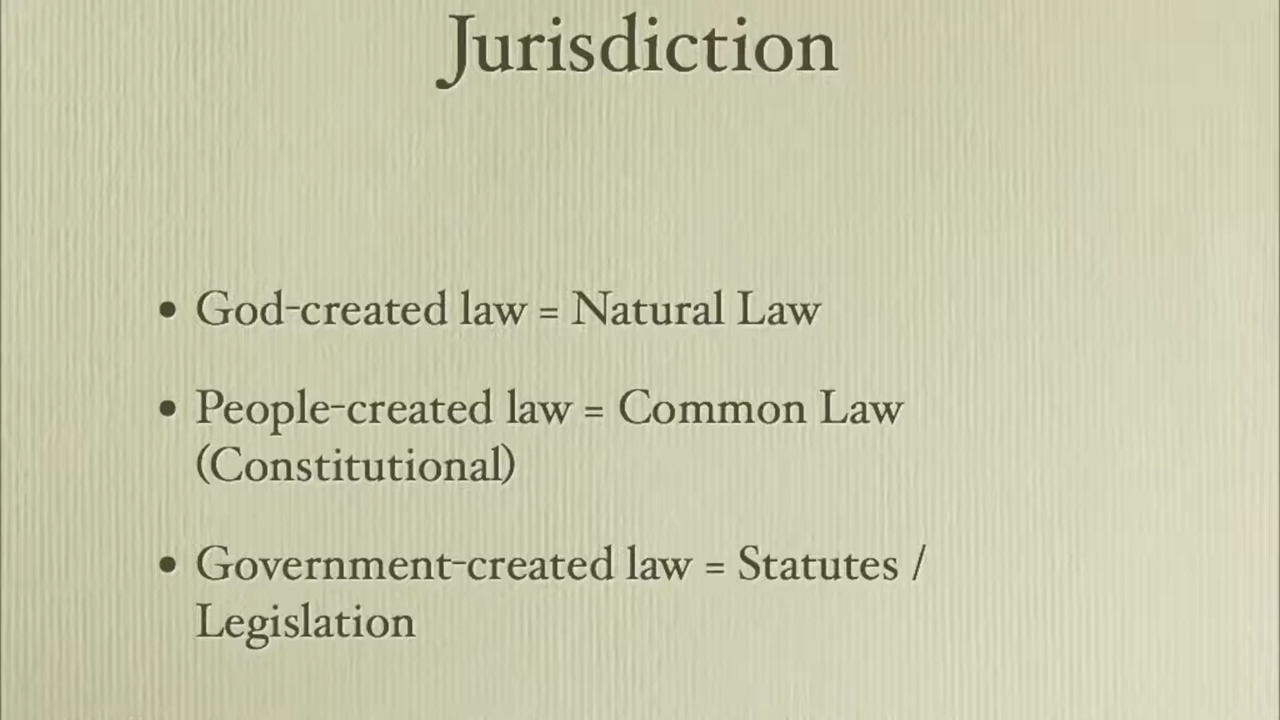 Jurisdiction
• God-created law = Natural Law
• People-created law = Common Law
(Constitutional)
• Government-created law = Statutes /
Legislation